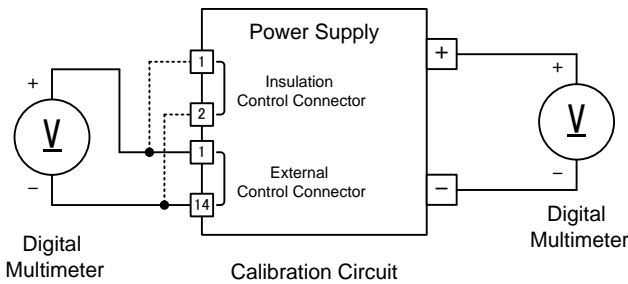 Power Supply
+
1
Insulation
Control Connector
2
+
V
−
1
External
Control Connector
14
−
+
V
−
Digital
Multimeter
Digital
Multimeter
Calibration Circuit